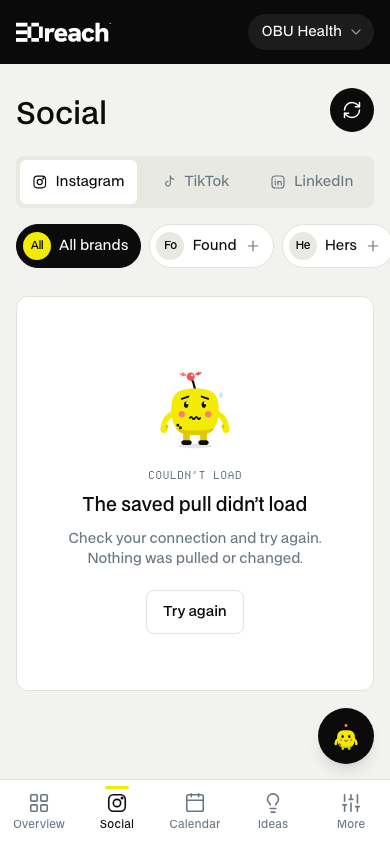 reach
OBU Health
Social
Instagram
TikTok
LinkedIn
All All brands
Fo Found +
He Hers +
COULDN'T LOAD
The saved pull didn’t load
Check your connection and try again.
Nothing was pulled or changed.
Try again
Overview
Social
Calendar
Ideas
More